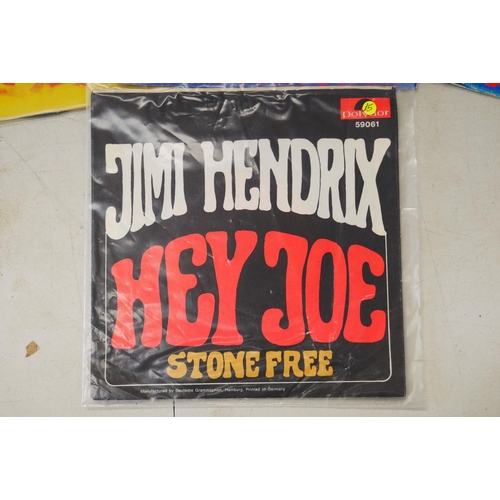 polydor
59061
JIMI HENDRIX
HEY JOE
STONE FREE
Manufactured by Deutsche Grammophon, Hamburg. Printed in Germany